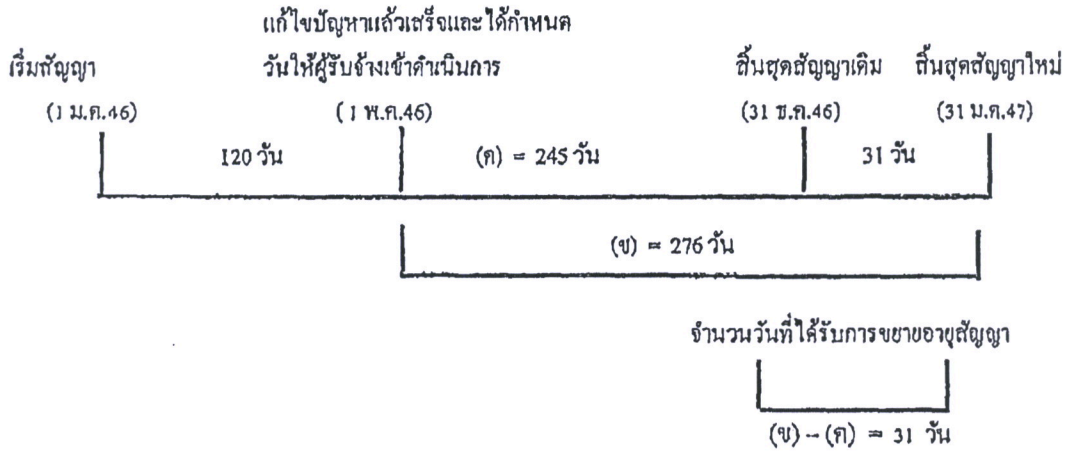 แก้ไขปัญหาแล้วเสร็จและได้กำหนด
เริ่มสัญญา วันให้ผู้รับจ้างเข้าดำเนินการ สิ้นสุดสัญญาเดิม สิ้นสุดสัญญาใหม่
(1 ม.ค.46) (1 พ.ค.46) (31 ธ.ค.46) (31 ม.ค.47)
120 วัน (ค) = 245 วัน 31 วัน
(ข) = 276 วัน
จำนวนวันที่ได้รับการขยายอายุสัญญา
(ข) – (ค) = 31 วัน